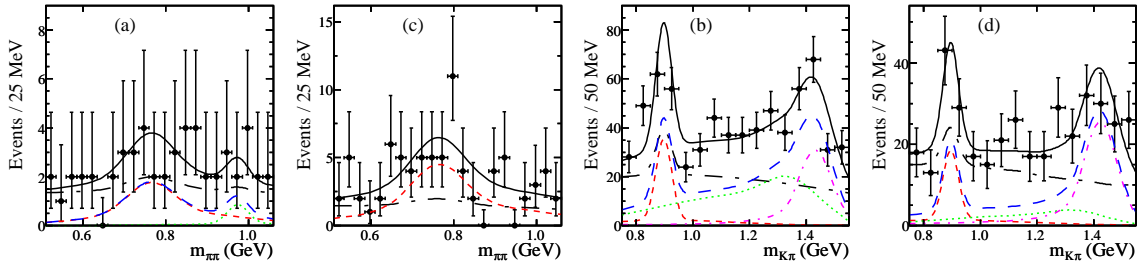 (a) (c) (b) (d)
Events / 25 MeV Events / 25 MeV Events / 50 MeV Events / 50 MeV
8 6 4 2 0
15 10 5 0
80 60 40 20 0
40 20 0
0.6 0.8 1.0 0.6 0.8 1.0 0.8 1.0 1.2 1.4 0.8 1.0 1.2 1.4
mππ (GeV) mππ (GeV) mKπ (GeV) mKπ (GeV)